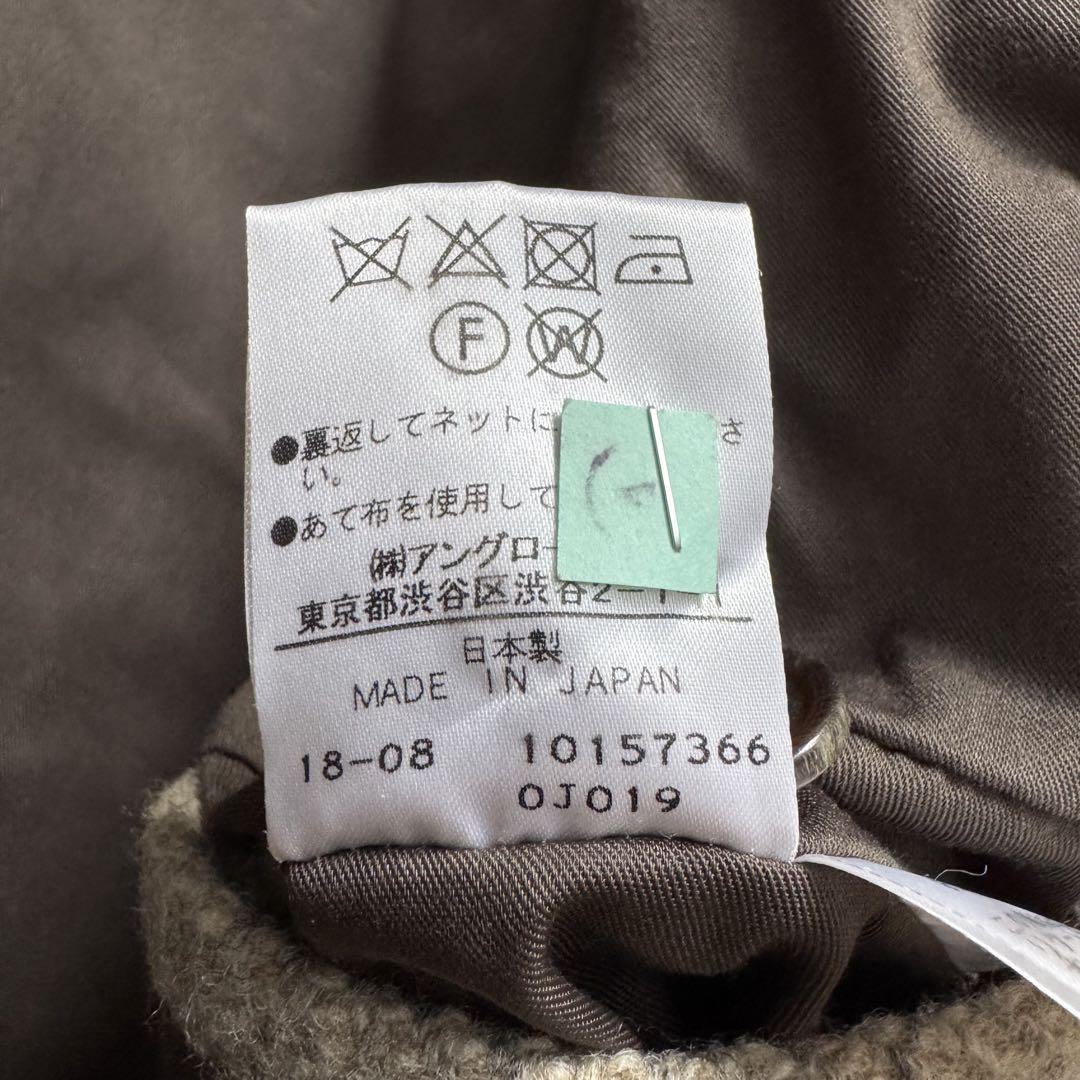 F W
●裏返してネットに さ
い。
●あて布を使用して
㈱アングロー
東京都渋谷区渋谷2-1
日本製
MADE IN JAPAN
18-08 10157366
0J019